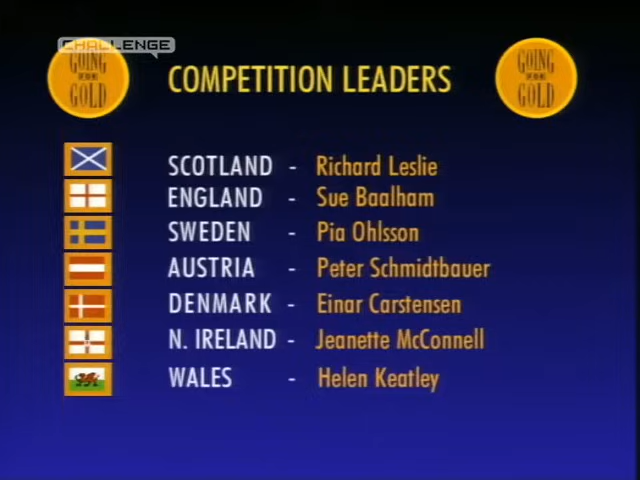 CHALLENGE
GOING
FOR
GOLD
COMPETITION LEADERS
GOING
FOR
GOLD
SCOTLAND - Richard Leslie
ENGLAND - Sue Baalham
SWEDEN - Pia Ohlsson
AUSTRIA - Peter Schmidtbauer
DENMARK - Einar Carstensen
N. IRELAND - Jeanette McConnell
WALES - Helen Keatley